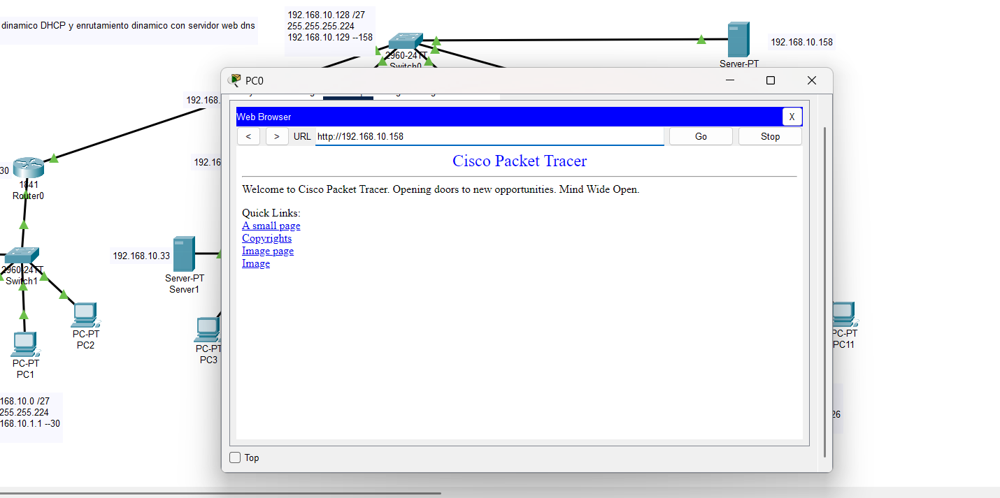 dinamico DHCP y enrutamiento dinamico con servidor web dns
192.168.10.128 /27
255.255.255.224
192.168.10.129 --158
2960-24TT
Switch0
192.168.10.158
Server-PT
PC0
192.168.
Web Browser
X
< > URL http://192.168.10.158 Go Stop
Cisco Packet Tracer
Welcome to Cisco Packet Tracer. Opening doors to new opportunities. Mind Wide Open.
Quick Links:
A small page
Copyrights
Image page
Image
Top
192.16
30
1841
Router0
192.168.10.33
Server-PT
Server1
2960-24TT
Switch1
PC-PT
PC2
PC-PT
PC1
PC-PT
PC3
PC-PT
PC11
168.10.0 /27
255.255.224
168.10.1.1 --30
26